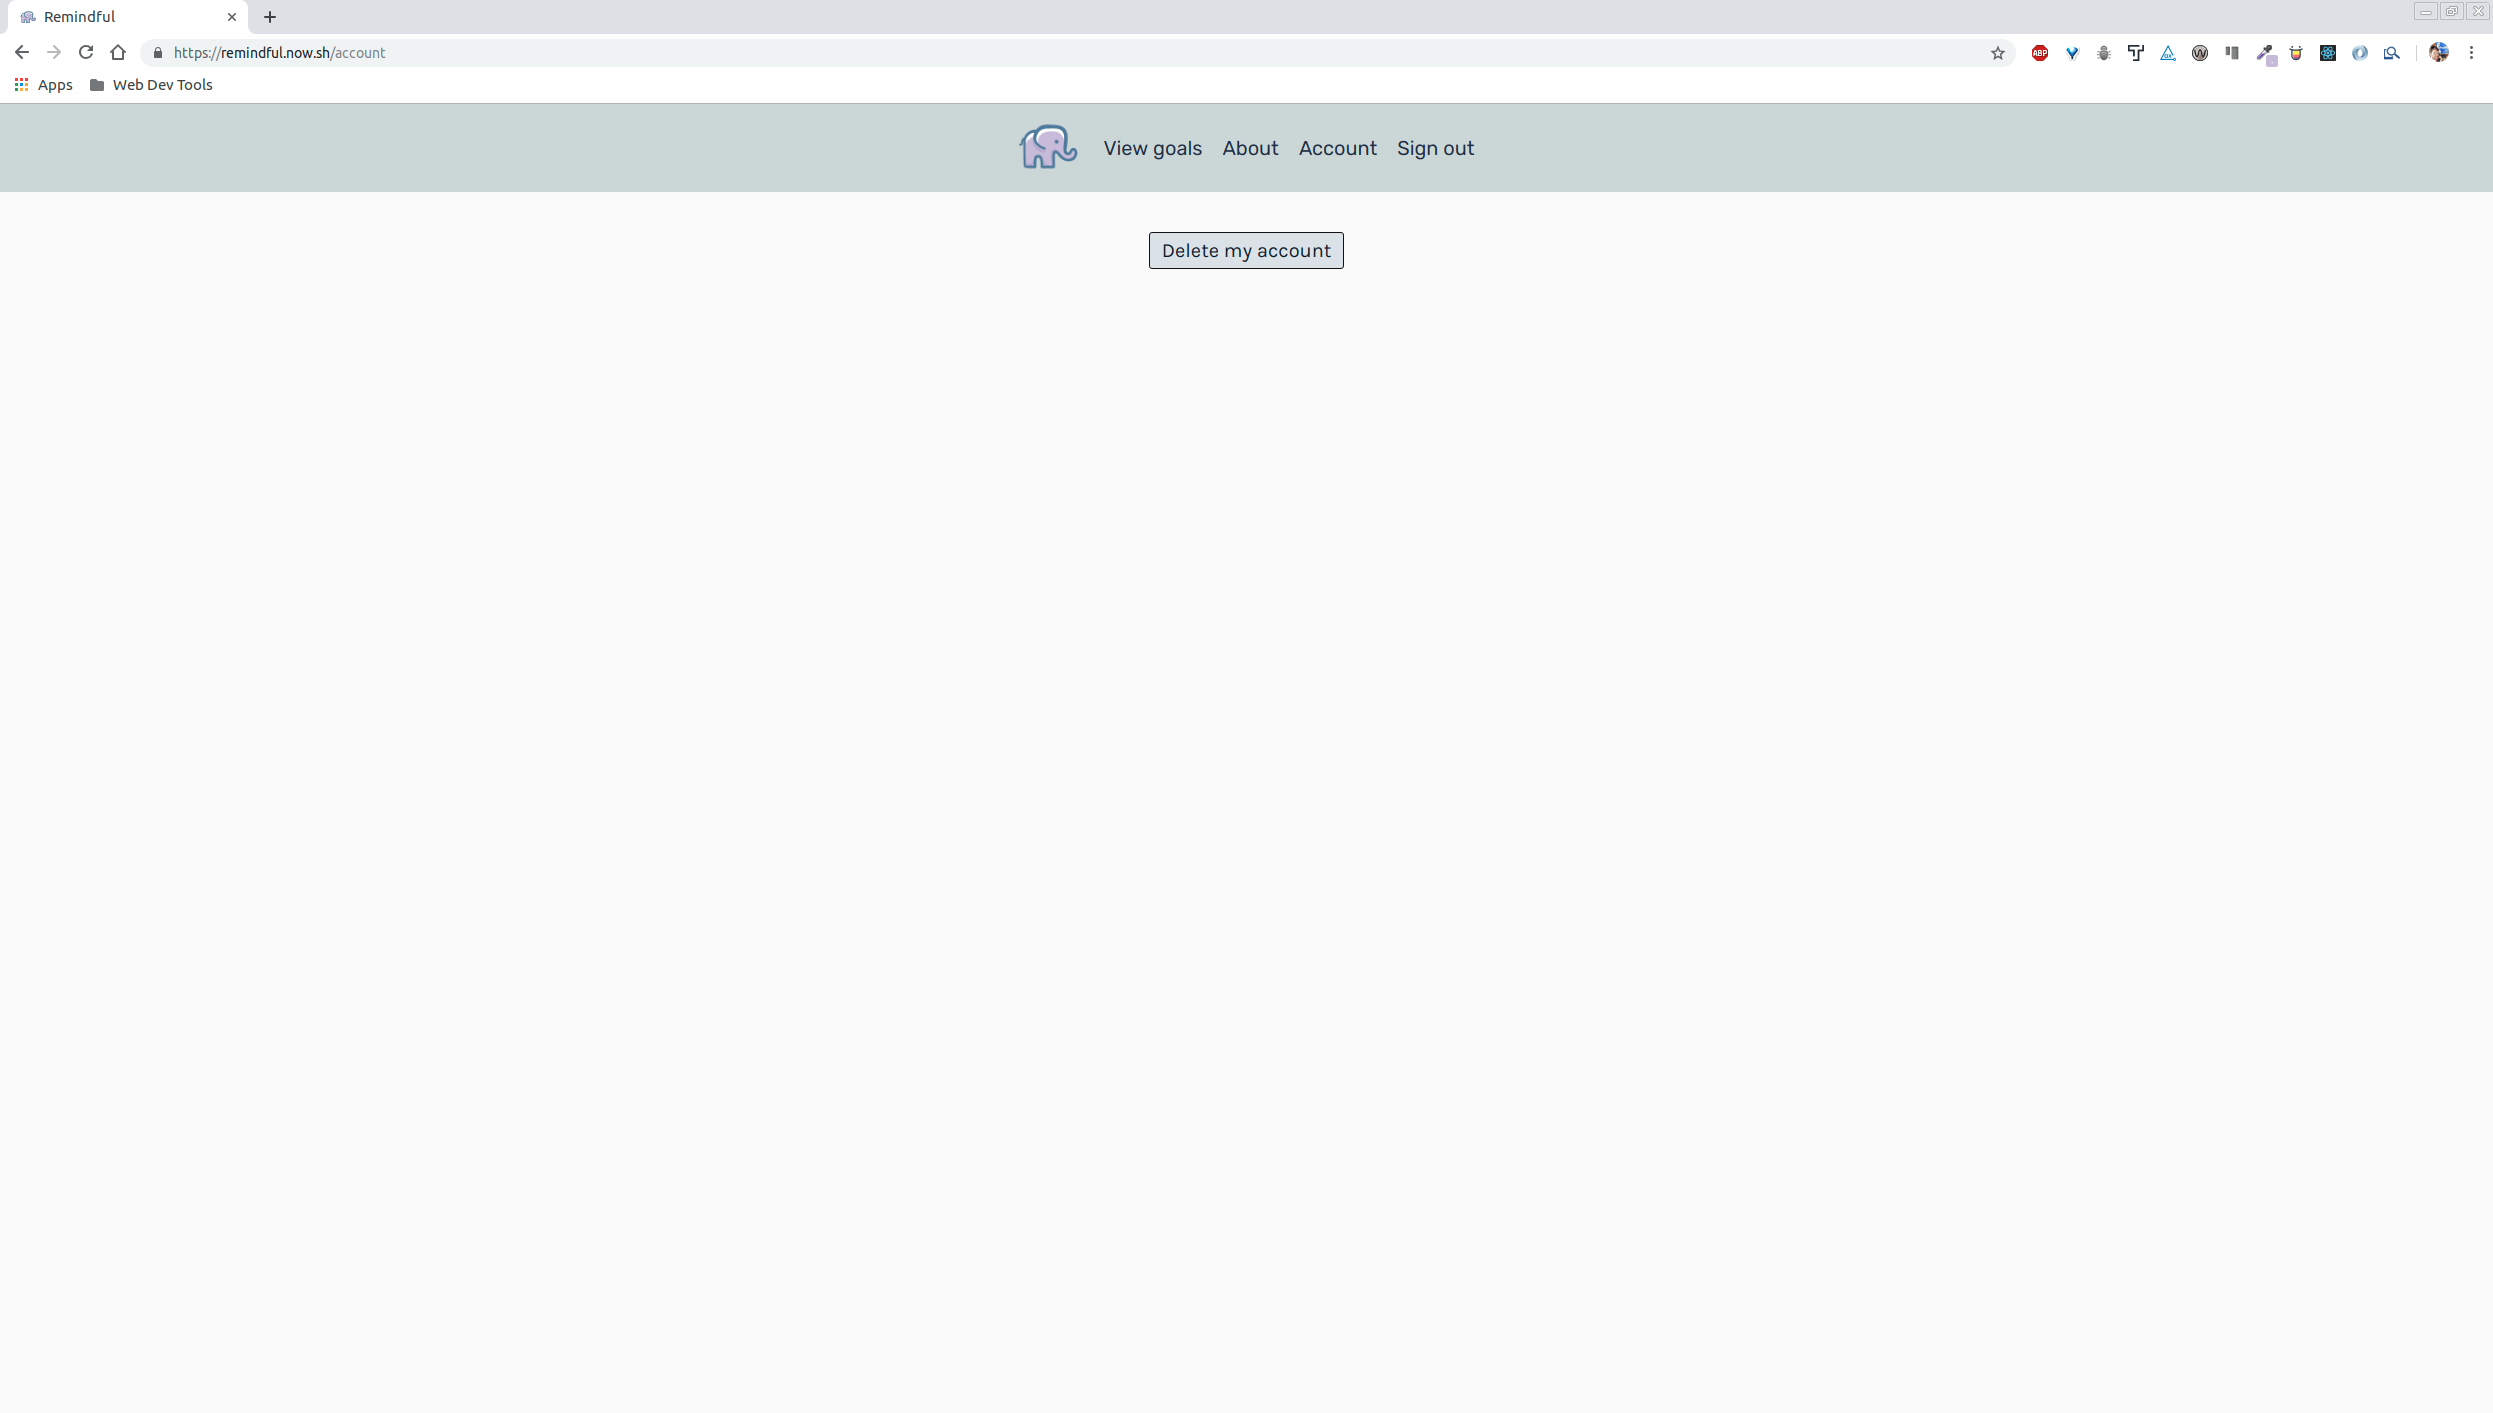 Remindful
https://remindful.now.sh/account
ABP
Apps
Web Dev Tools
View goals
About
Account
Sign out
Delete my account